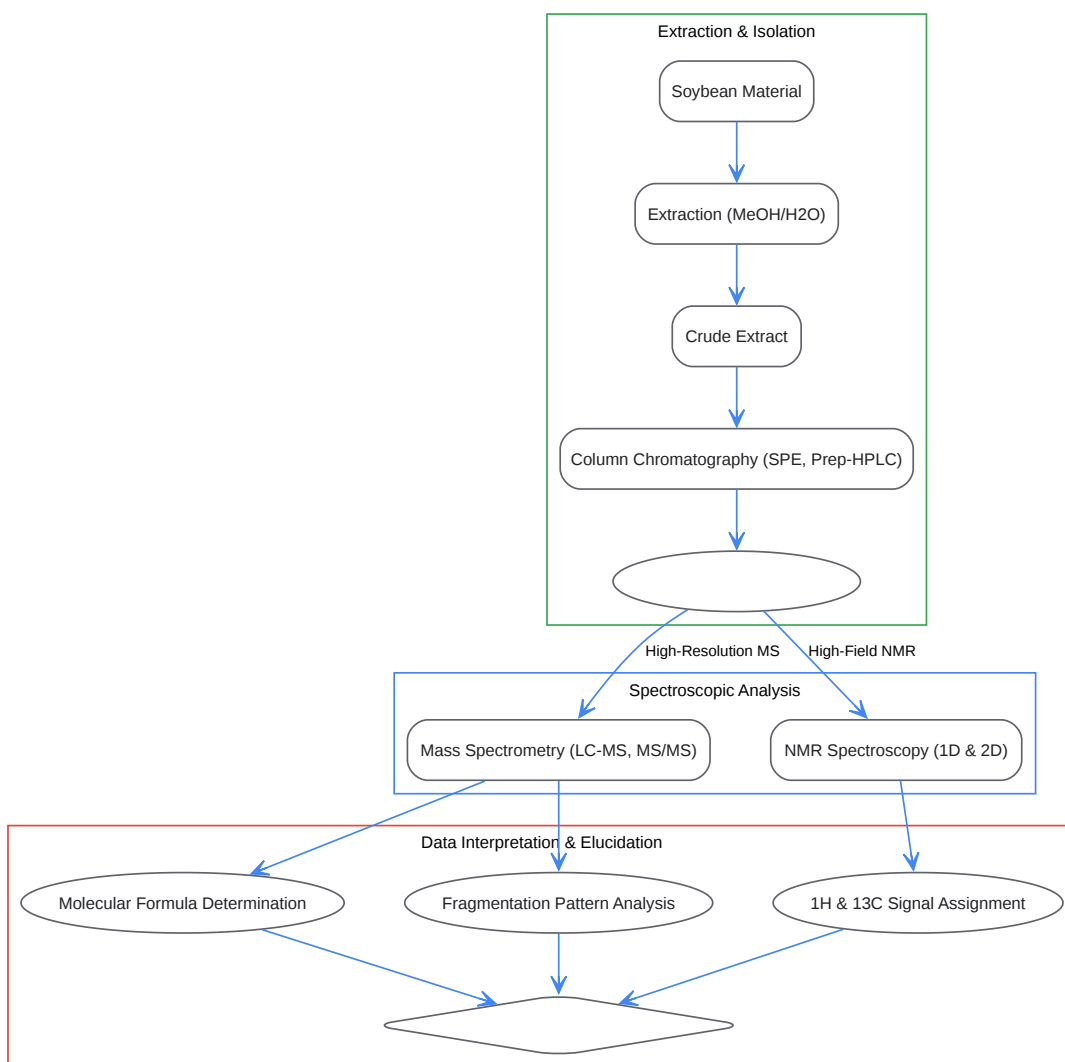 Extraction & Isolation
Soybean Material
Extraction (MeOH/H2O)
Crude Extract
Column Chromatography (SPE, Prep-HPLC)
High-Resolution MS
High-Field NMR
Spectroscopic Analysis
Mass Spectrometry (LC-MS, MS/MS)
NMR Spectroscopy (1D & 2D)
Data Interpretation & Elucidation
Molecular Formula Determination
Fragmentation Pattern Analysis
1H & 13C Signal Assignment